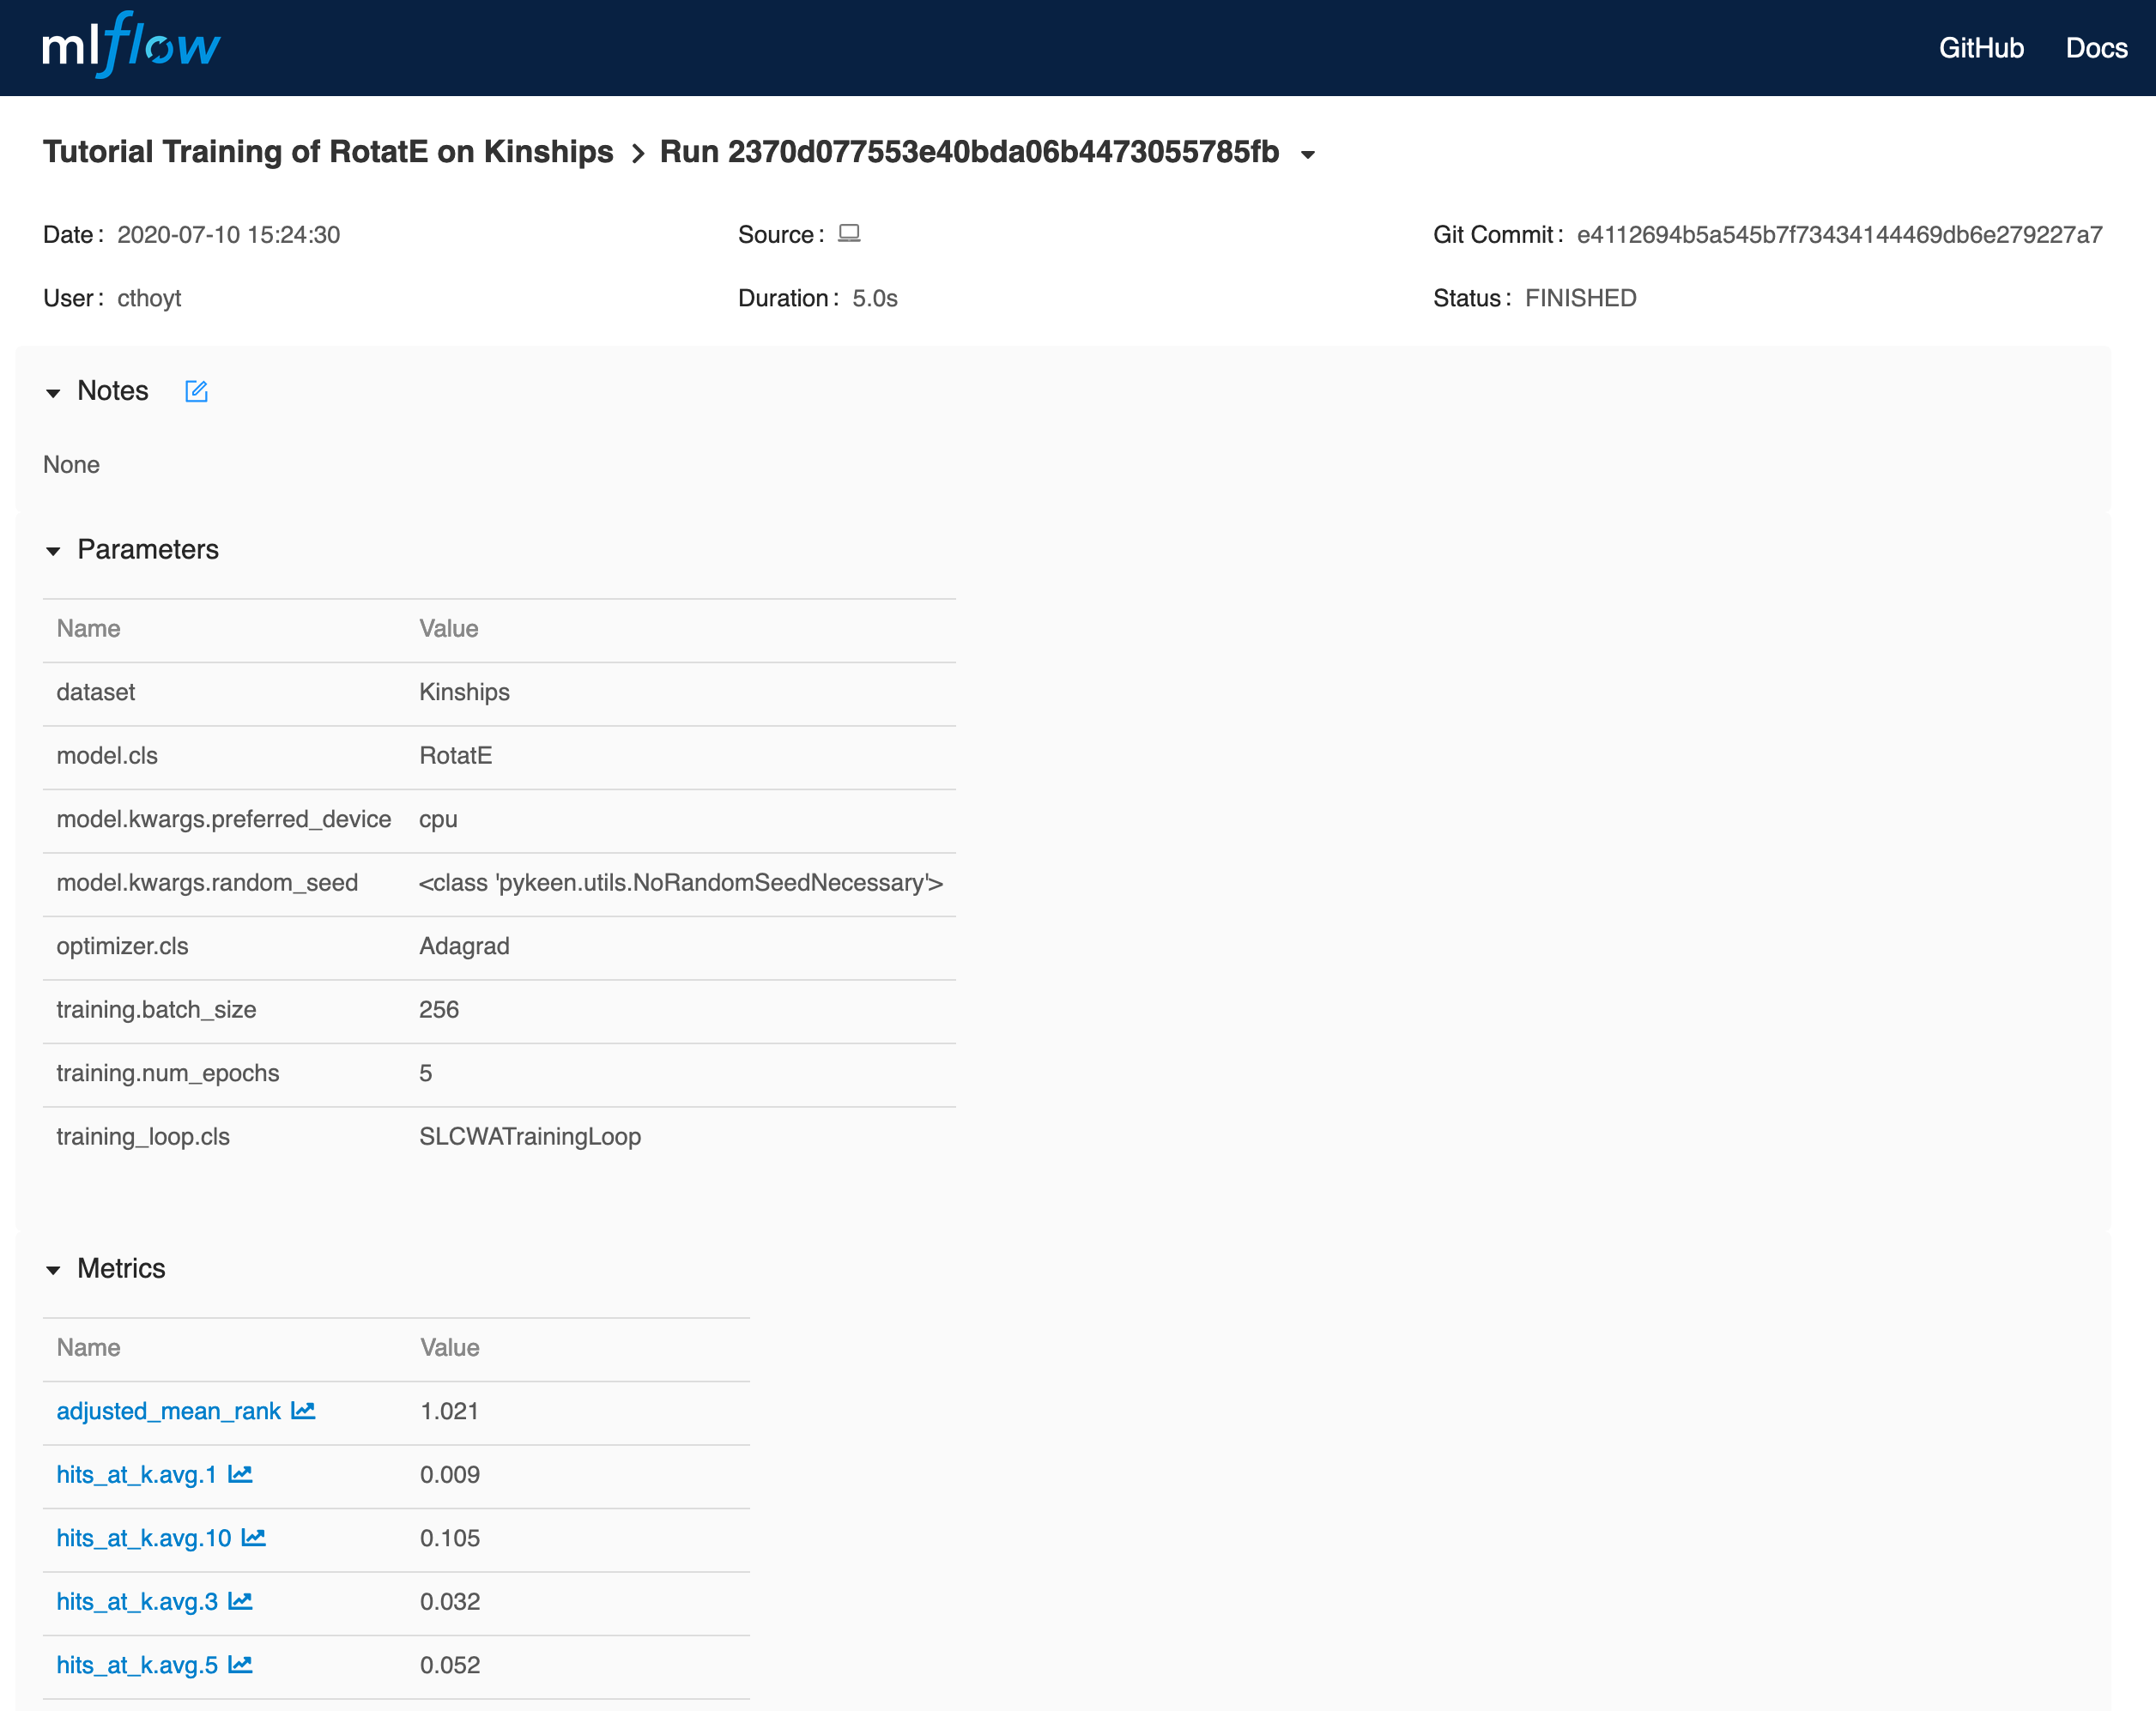 mlflow GitHub Docs
Tutorial Training of RotatE on Kinships > Run 2370d077553e40bda06b4473055785fb
Date: 2020-07-10 15:24:30 Source: Git Commit: e4112694b5a545b7f73434144469db6e279227a7
User: cthoyt Duration: 5.0s Status: FINISHED
Notes
None
Parameters
Name Value
dataset Kinships
model.cls RotatE
model.kwargs.preferred_device cpu
model.kwargs.random_seed <class 'pykeen.utils.NoRandomSeedNecessary'>
optimizer.cls Adagrad
training.batch_size 256
training.num_epochs 5
training_loop.cls SLCWATrainingLoop
Metrics
Name Value
adjusted_mean_rank 1.021
hits_at_k.avg.1 0.009
hits_at_k.avg.10 0.105
hits_at_k.avg.3 0.032
hits_at_k.avg.5 0.052